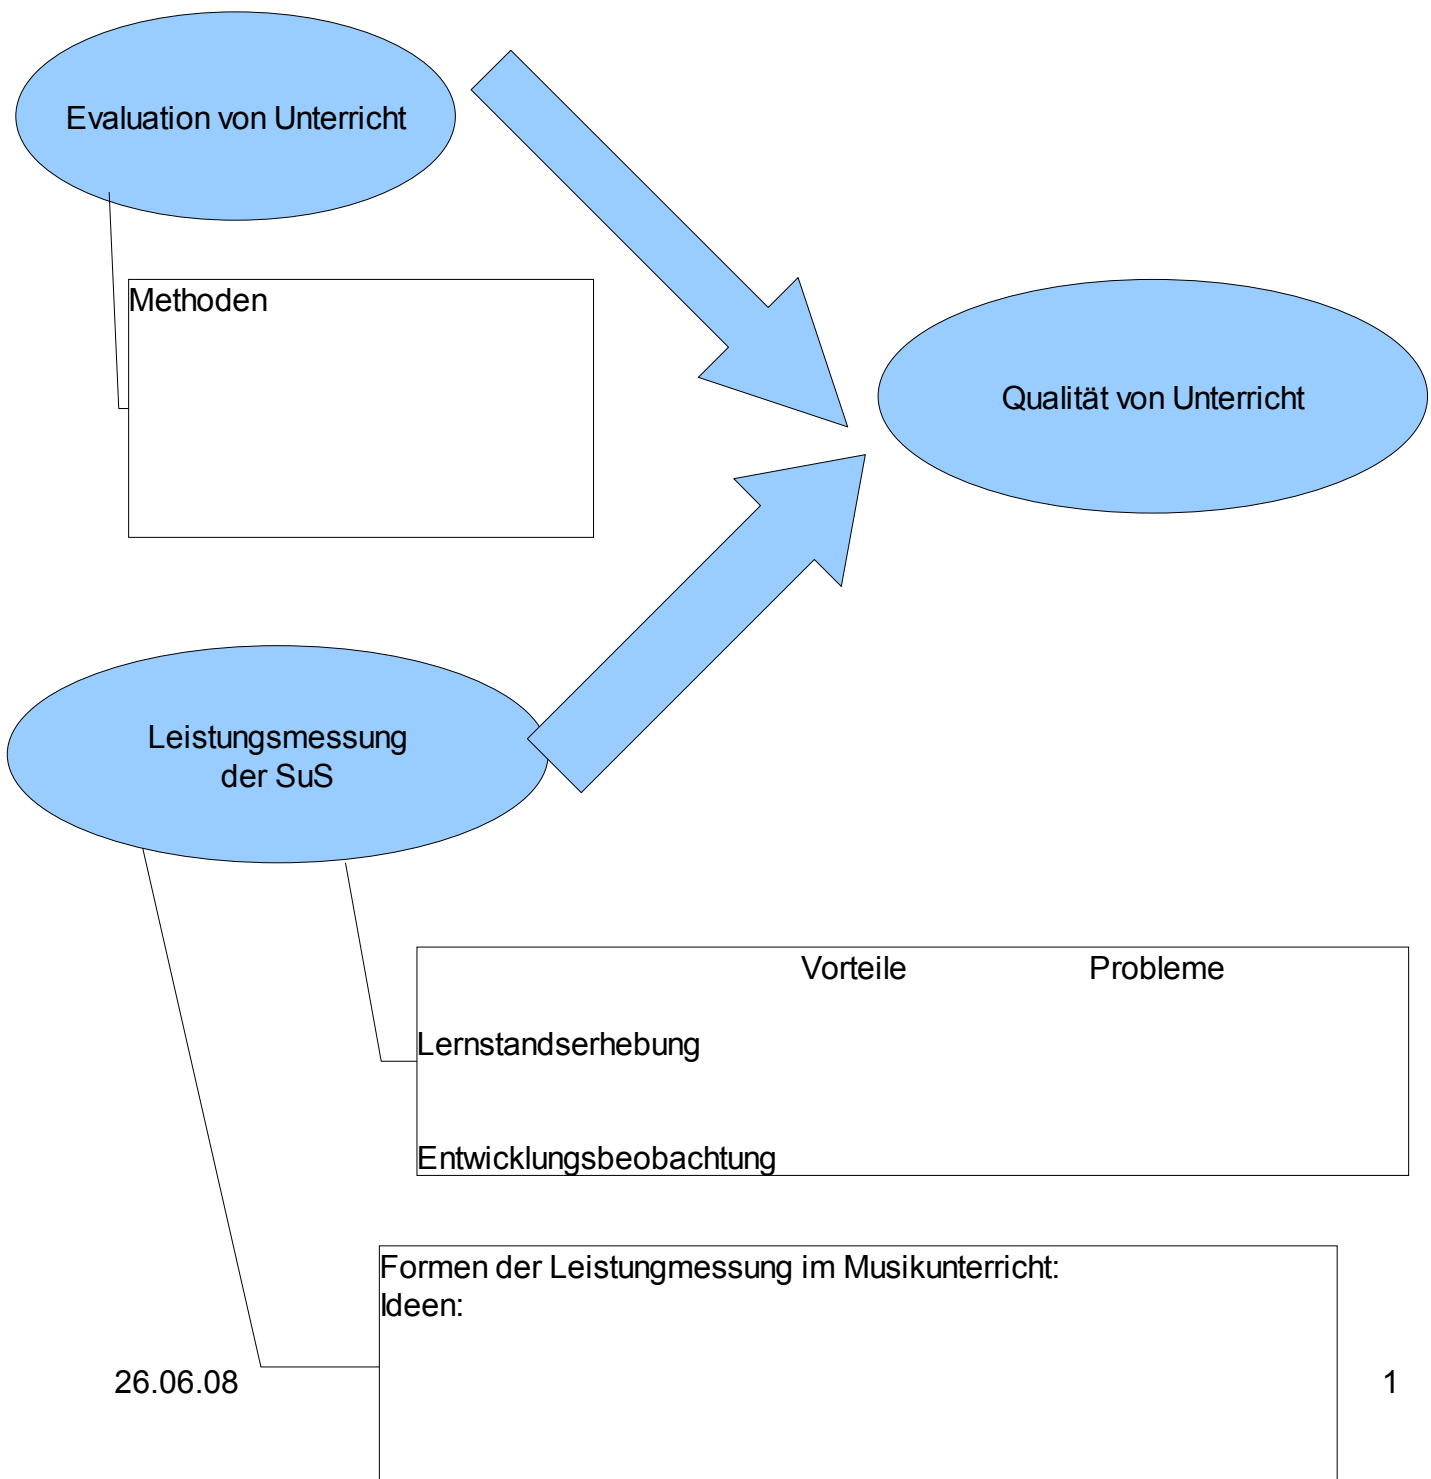 Evaluation von Unterricht
Methoden
Qualität von Unterricht
Leistungsmessung
der SuS
Vorteile Probleme
Lernstandserhebung
Entwicklungsbeobachtung
Formen der Leistungmessung im Musikunterricht:
Ideen:
26.06.08 1